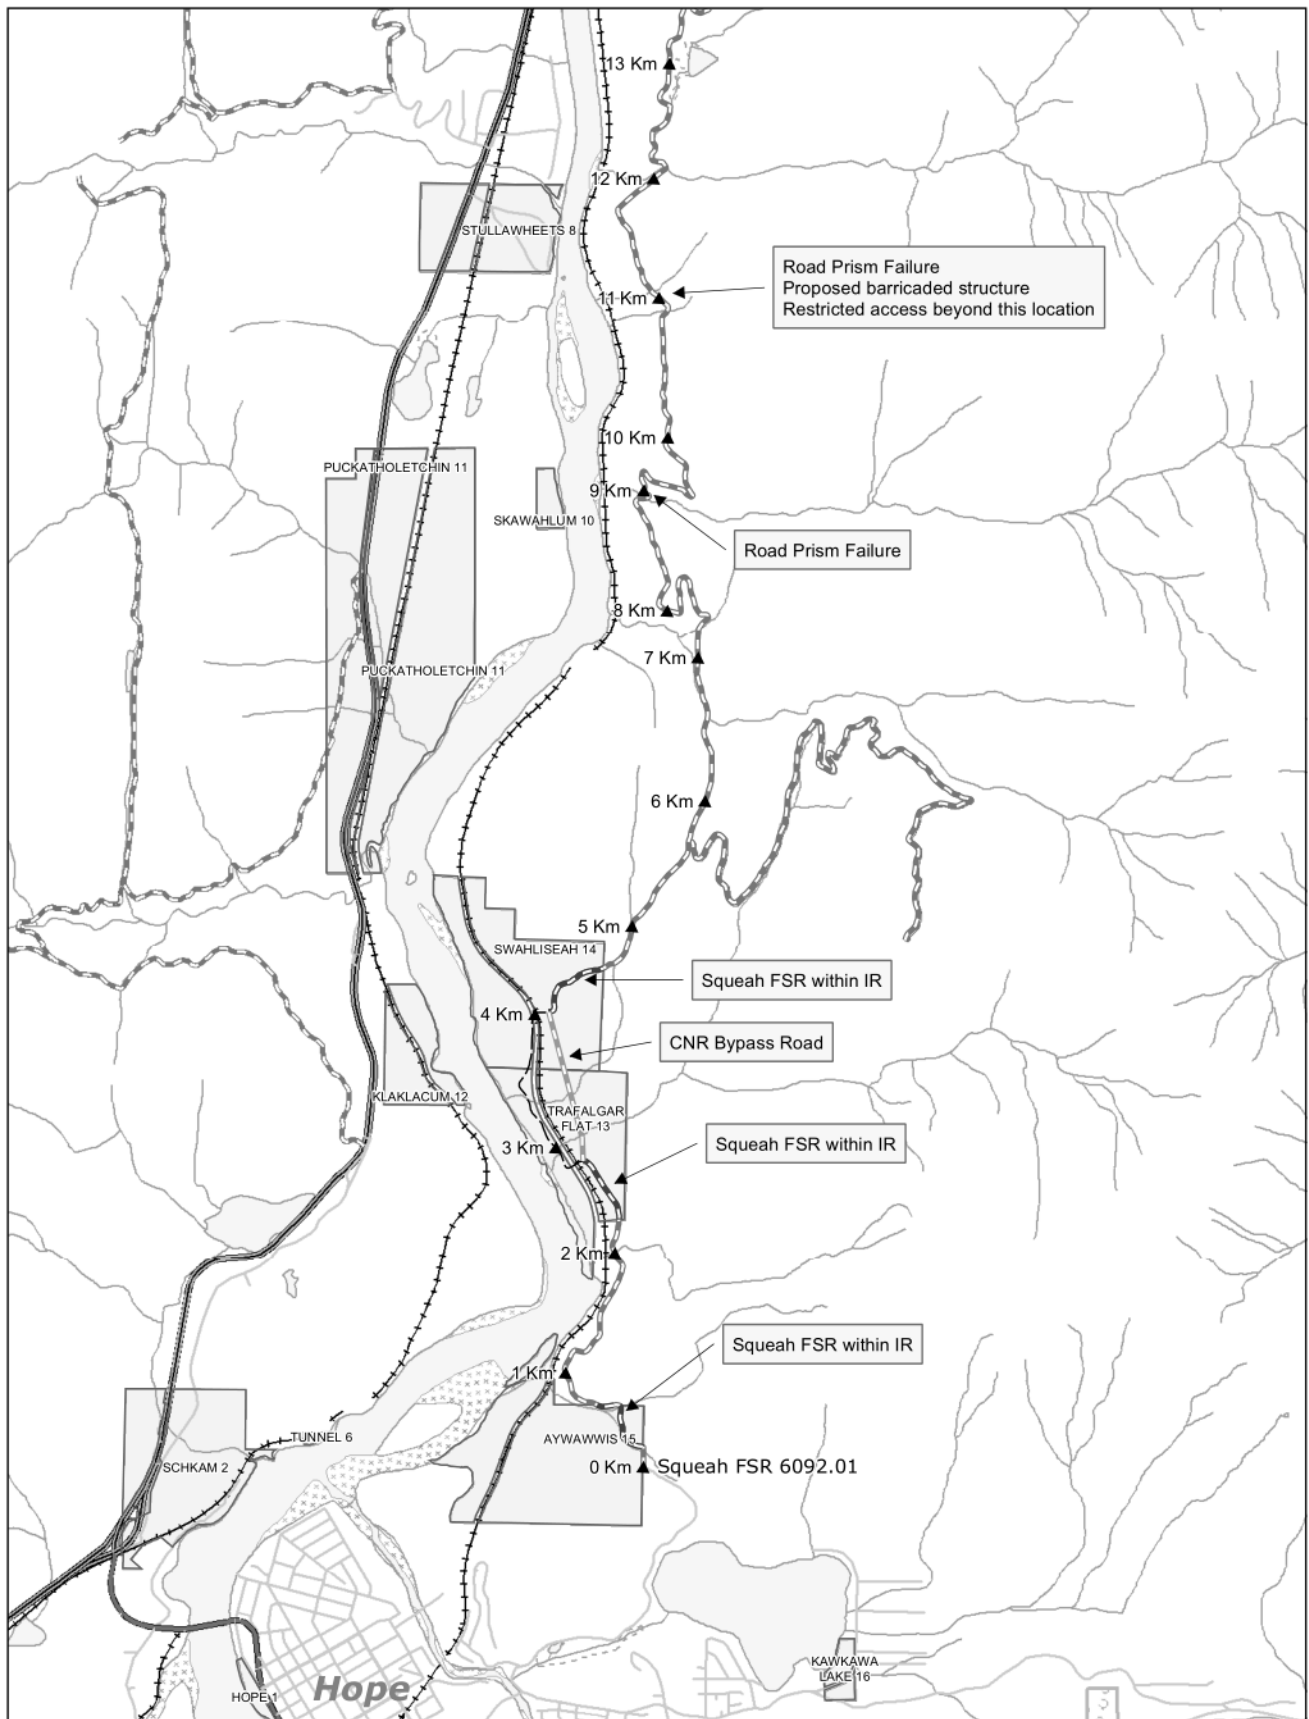 13 Km
12 Km
STULLAWHEETS 8
Road Prism Failure
Proposed barricaded structure
Restricted access beyond this location
11 Km
10 Km
PUCKATHOLETCHIN 11
9 Km
SKAWAHLUM 10
Road Prism Failure
8 Km
7 Km
PUCKATHOLETCHIN 11
6 Km
5 Km
SWAHLISEAH 14
Squeah FSR within IR
4 Km
CNR Bypass Road
KLAKLACUM 12
TRAFALGAR
FLAT 13
3 Km
Squeah FSR within IR
2 Km
Squeah FSR within IR
1 Km
TUNNEL 6
AYWAWWIS 15
SCHKAM 2
0 Km
Squeah FSR 6092.01
KAWKAWA
LAKE 16
Hope
HOPE 1